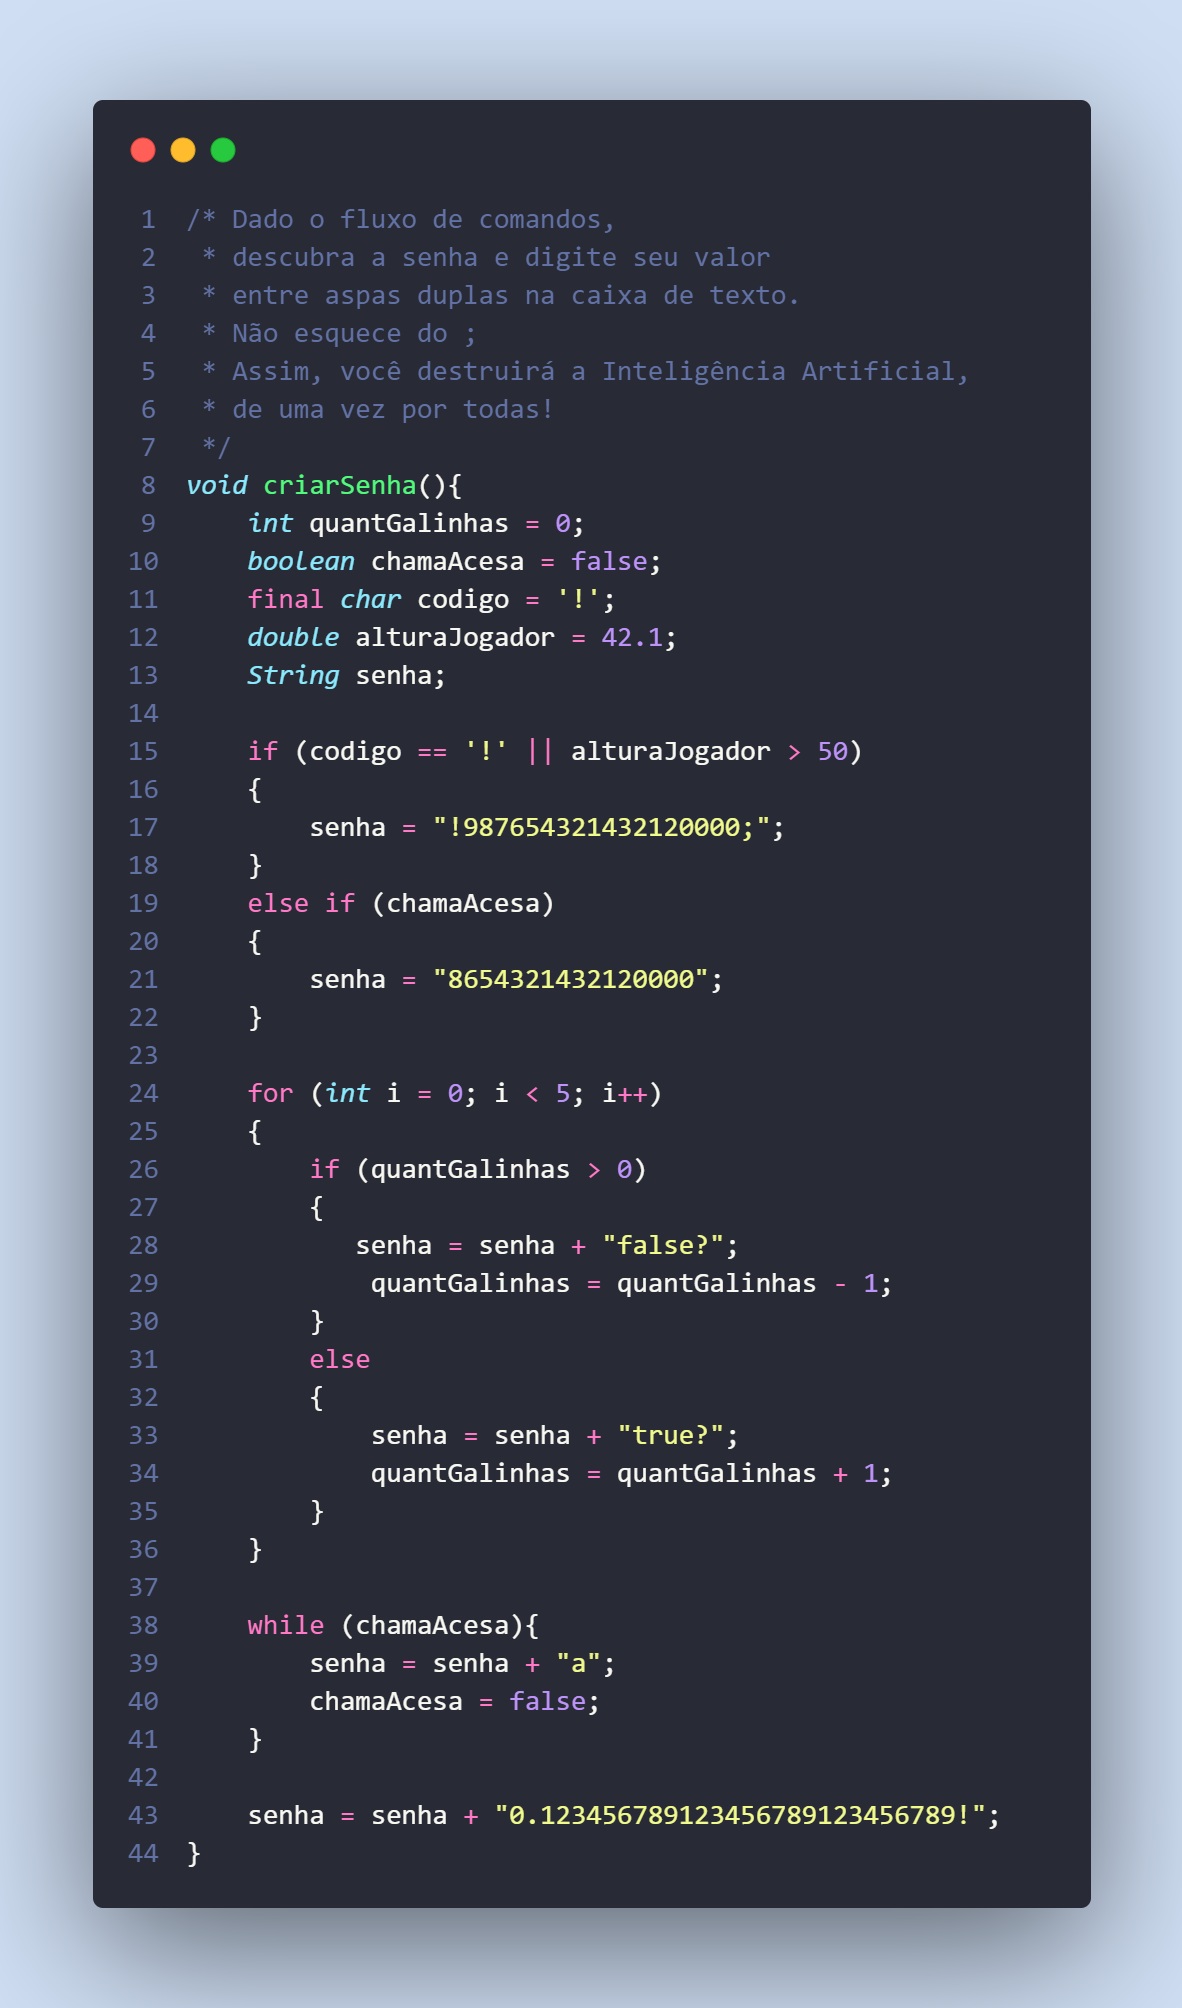 1 /* Dado o fluxo de comandos,
2  * descubra a senha e digite seu valor
3  * entre aspas duplas na caixa de texto.
4  * Não esquece do ;
5  * Assim, você destruirá a Inteligência Artificial,
6  * de uma vez por todas!
7  */
8 void criarSenha(){
9     int quantGalinhas = 0;
10     boolean chamaAcesa = false;
11     final char codigo = '!';
12     double alturaJogador = 42.1;
13     String senha;
14
15     if (codigo == '!' || alturaJogador > 50)
16     {
17         senha = "!987654321432120000;";
18     }
19     else if (chamaAcesa)
20     {
21         senha = "8654321432120000";
22     }
23
24     for (int i = 0; i < 5; i++)
25     {
26         if (quantGalinhas > 0)
27         {
28            senha = senha + "false?";
29             quantGalinhas = quantGalinhas - 1;
30         }
31         else
32         {
33             senha = senha + "true?";
34             quantGalinhas = quantGalinhas + 1;
35         }
36     }
37
38     while (chamaAcesa){
39         senha = senha + "a";
40         chamaAcesa = false;
41     }
42
43     senha = senha + "0.123456789123456789123456789!";
44 }